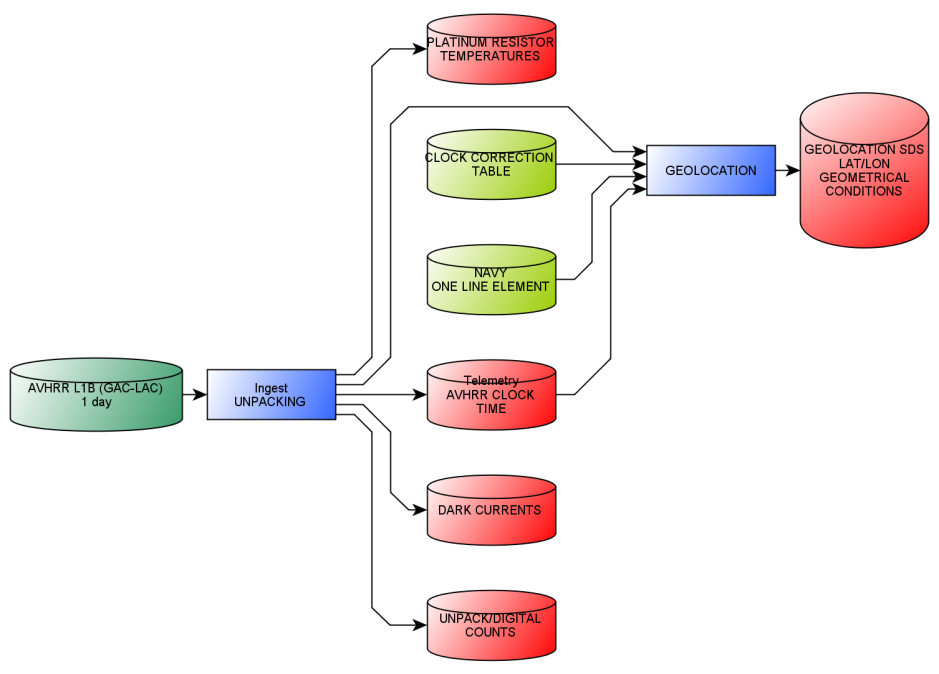 PLATINUM RESISTOR
TEMPERATURES
CLOCK CORRECTION
TABLE
GEOLOCATION
GEOLOCATION SDS
LAT/LON
GEOMETRICAL
CONDITIONS
NAVY
ONE LINE ELEMENT
AVHRR L1B (GAC-LAC)
1 day
Ingest
UNPACKING
Telemetry
AVHRR CLOCK
TIME
DARK CURRENTS
UNPACK/DIGITAL
COUNTS